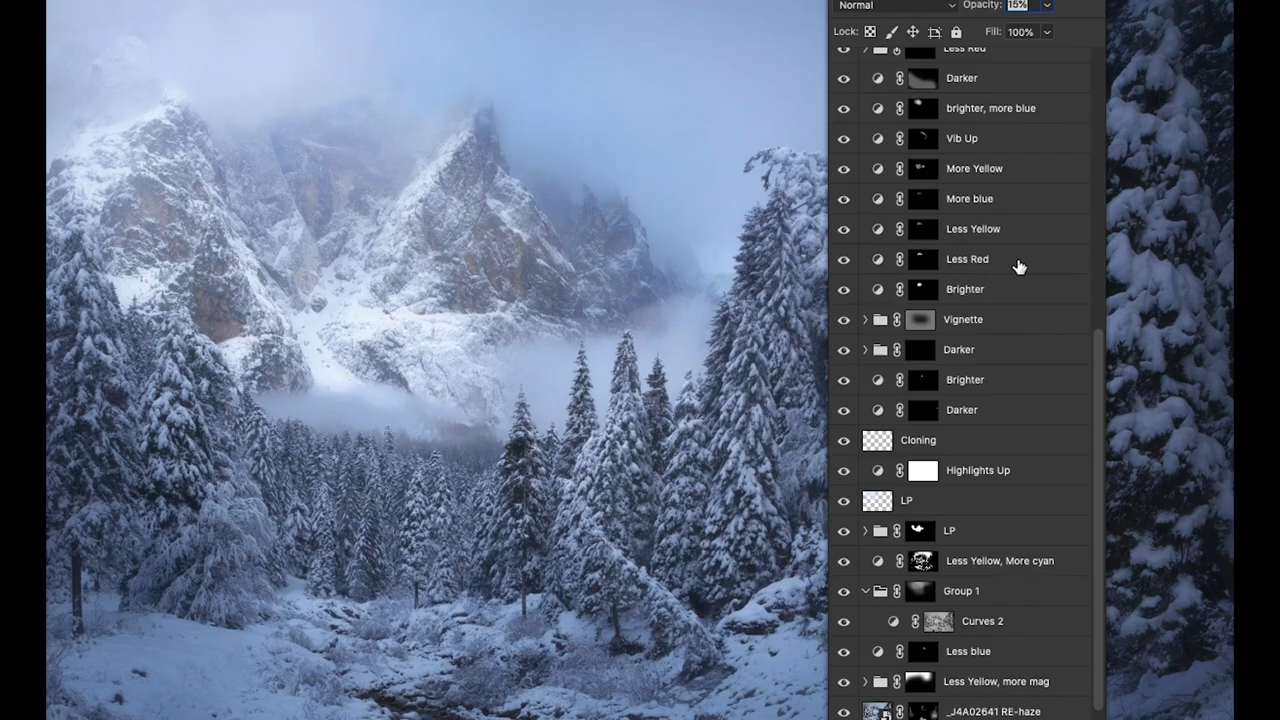 Normal Opacity: 15%
Lock: Fill: 100%
Less Red
Darker
brighter, more blue
Vib Up
More Yellow
More blue
Less Yellow
Less Red
Brighter
Vignette
Darker
Brighter
Darker
Cloning
Highlights Up
LP
LP
Less Yellow, More cyan
Group 1
Curves 2
Less blue
Less Yellow, more mag
_J4A02641 RE-haze